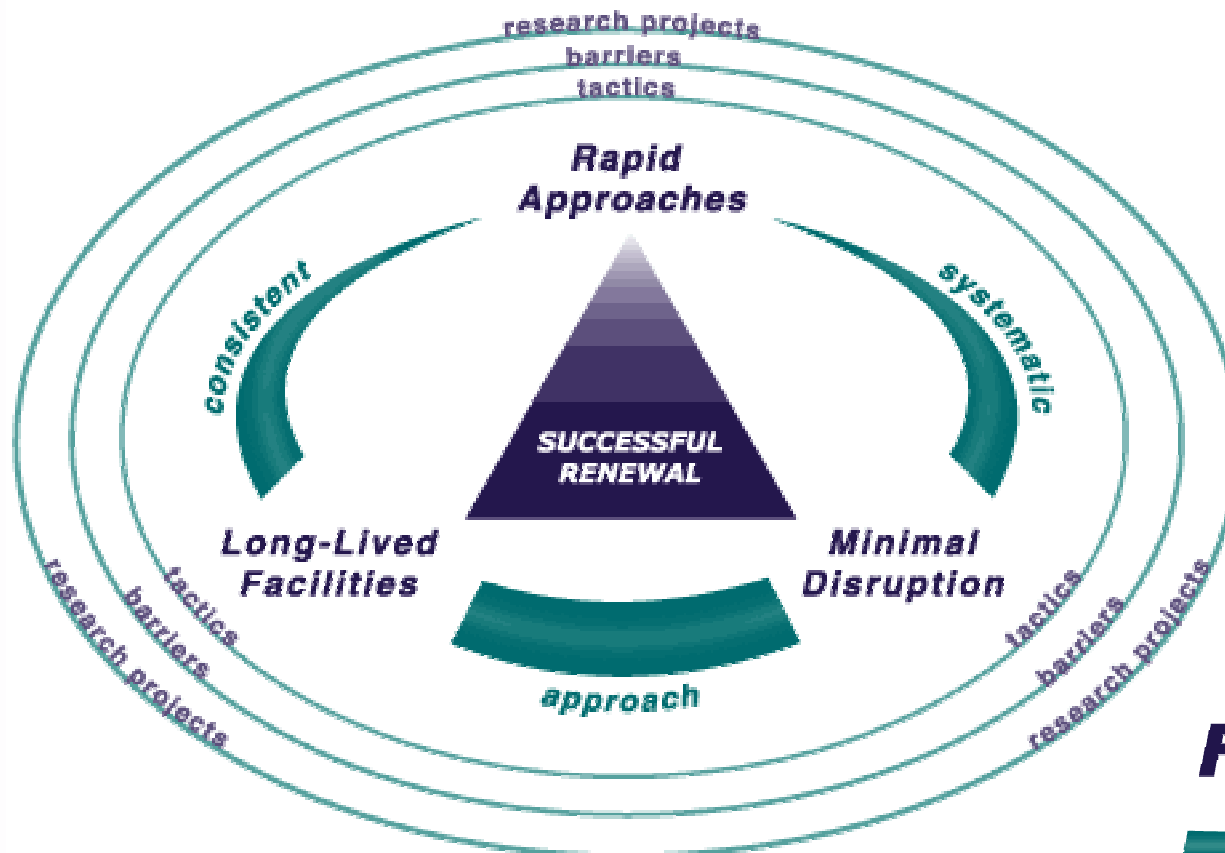 research projects
barriers
tactics
Rapid
Approaches
consistent
systematic
SUCCESSFUL
RENEWAL
Long-Lived
Facilities
Minimal
Disruption
tactics
barriers
research projects
tactics
barriers
research projects
approach